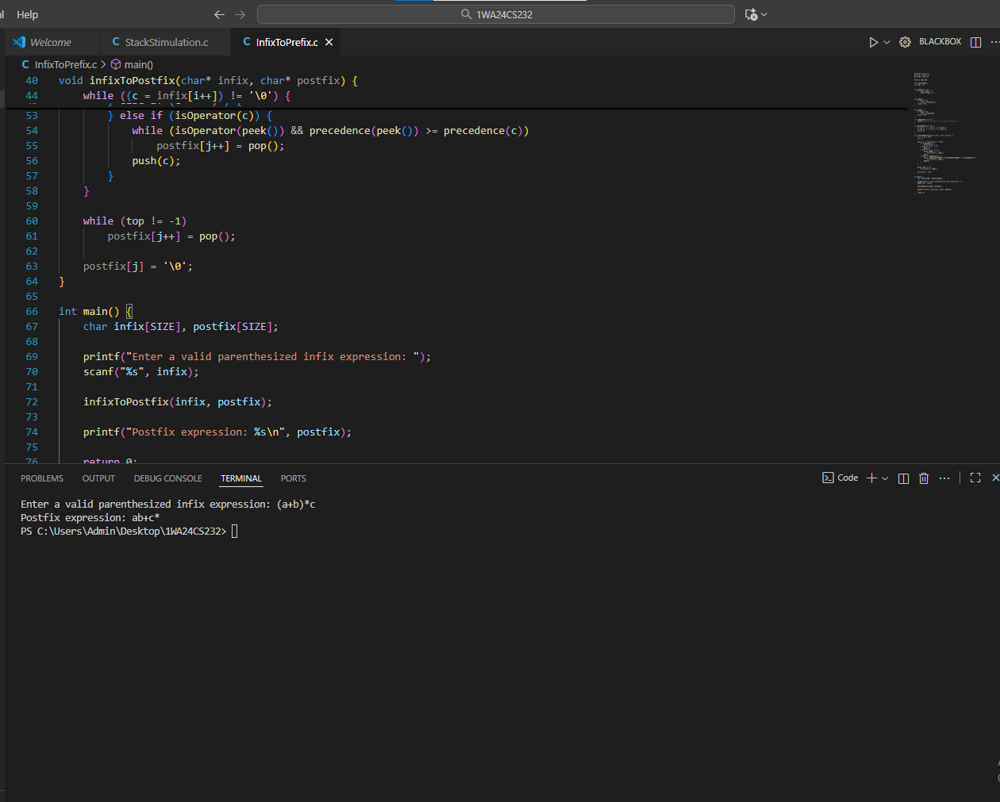 Help
1WA24CS232
Welcome
C StackStimulation.c
C InfixToPrefix.c
BLACKBOX
C InfixToPrefix.c > main()
40 void infixToPostfix(char* infix, char* postfix) {
44 while ((c = infix[i++]) != '\0') {
53 } else if (isOperator(c)) {
54 while (isOperator(peek()) && precedence(peek()) >= precedence(c))
55 postfix[j++] = pop();
56 push(c);
57 }
58 }
59
60 while (top != -1)
61 postfix[j++] = pop();
62
63 postfix[j] = '\0';
64 }
65
66 int main() {
67 char infix[SIZE], postfix[SIZE];
68
69 printf("Enter a valid parenthesized infix expression: ");
70 scanf("%s", infix);
71
72 infixToPostfix(infix, postfix);
73
74 printf("Postfix expression: %s\n", postfix);
75
76 return 0;
PROBLEMS OUTPUT DEBUG CONSOLE TERMINAL PORTS
Code
Enter a valid parenthesized infix expression: (a+b)*c
Postfix expression: ab+c*
PS C:\Users\Admin\Desktop\1WA24CS232>